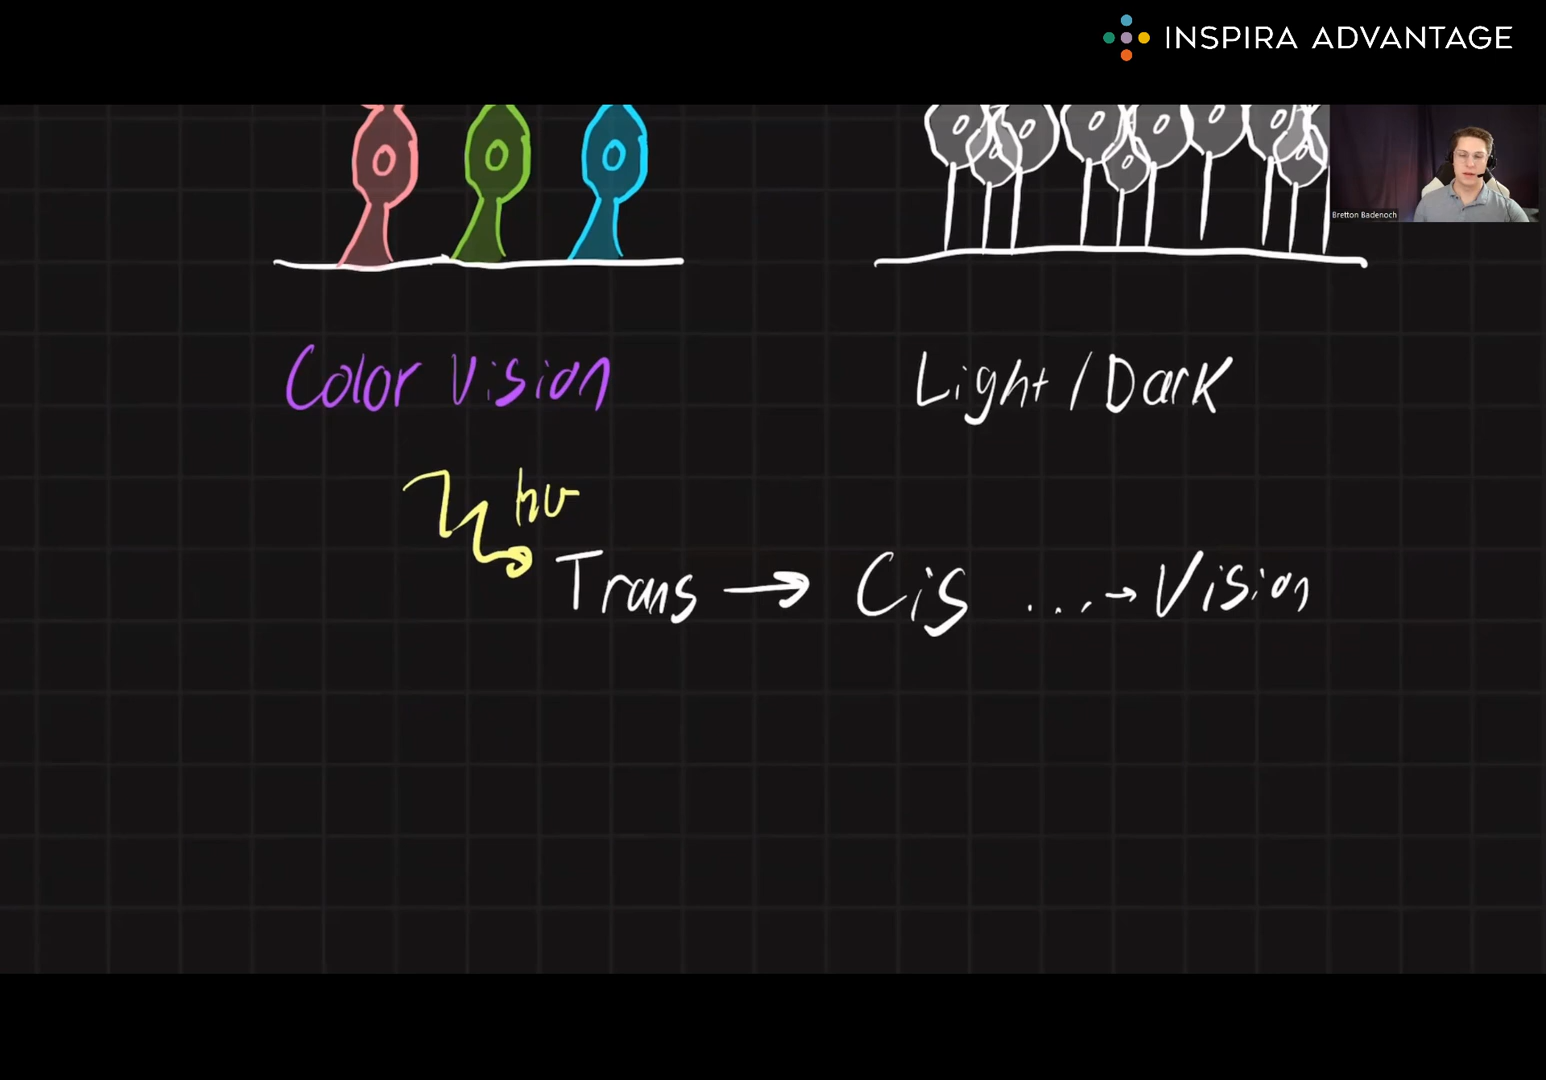 INSPIRA ADVANTAGE
Bretton Badenoch
Color Vision
Light/Dark
hν
Trans → Cis ...→ Vision